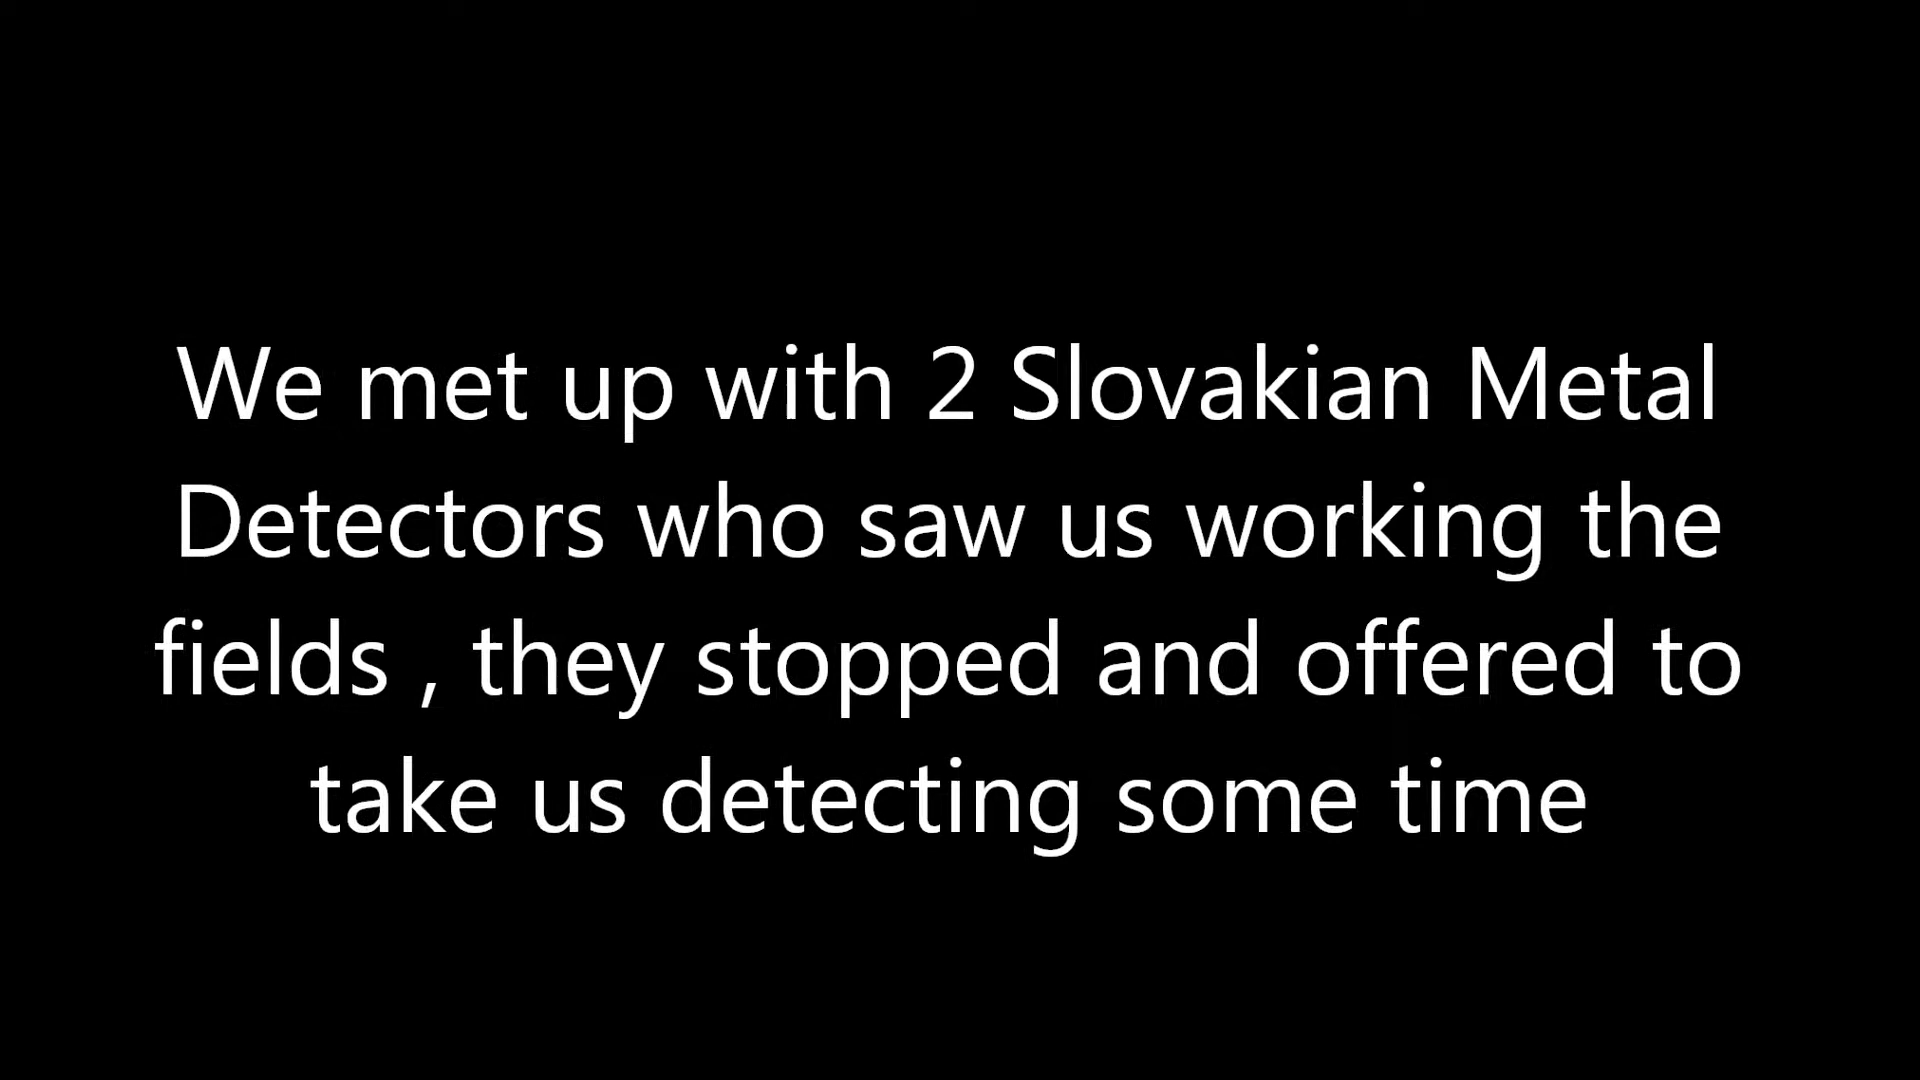 We met up with 2 Slovakian Metal
Detectors who saw us working the
fields , they stopped and offered to
take us detecting some time